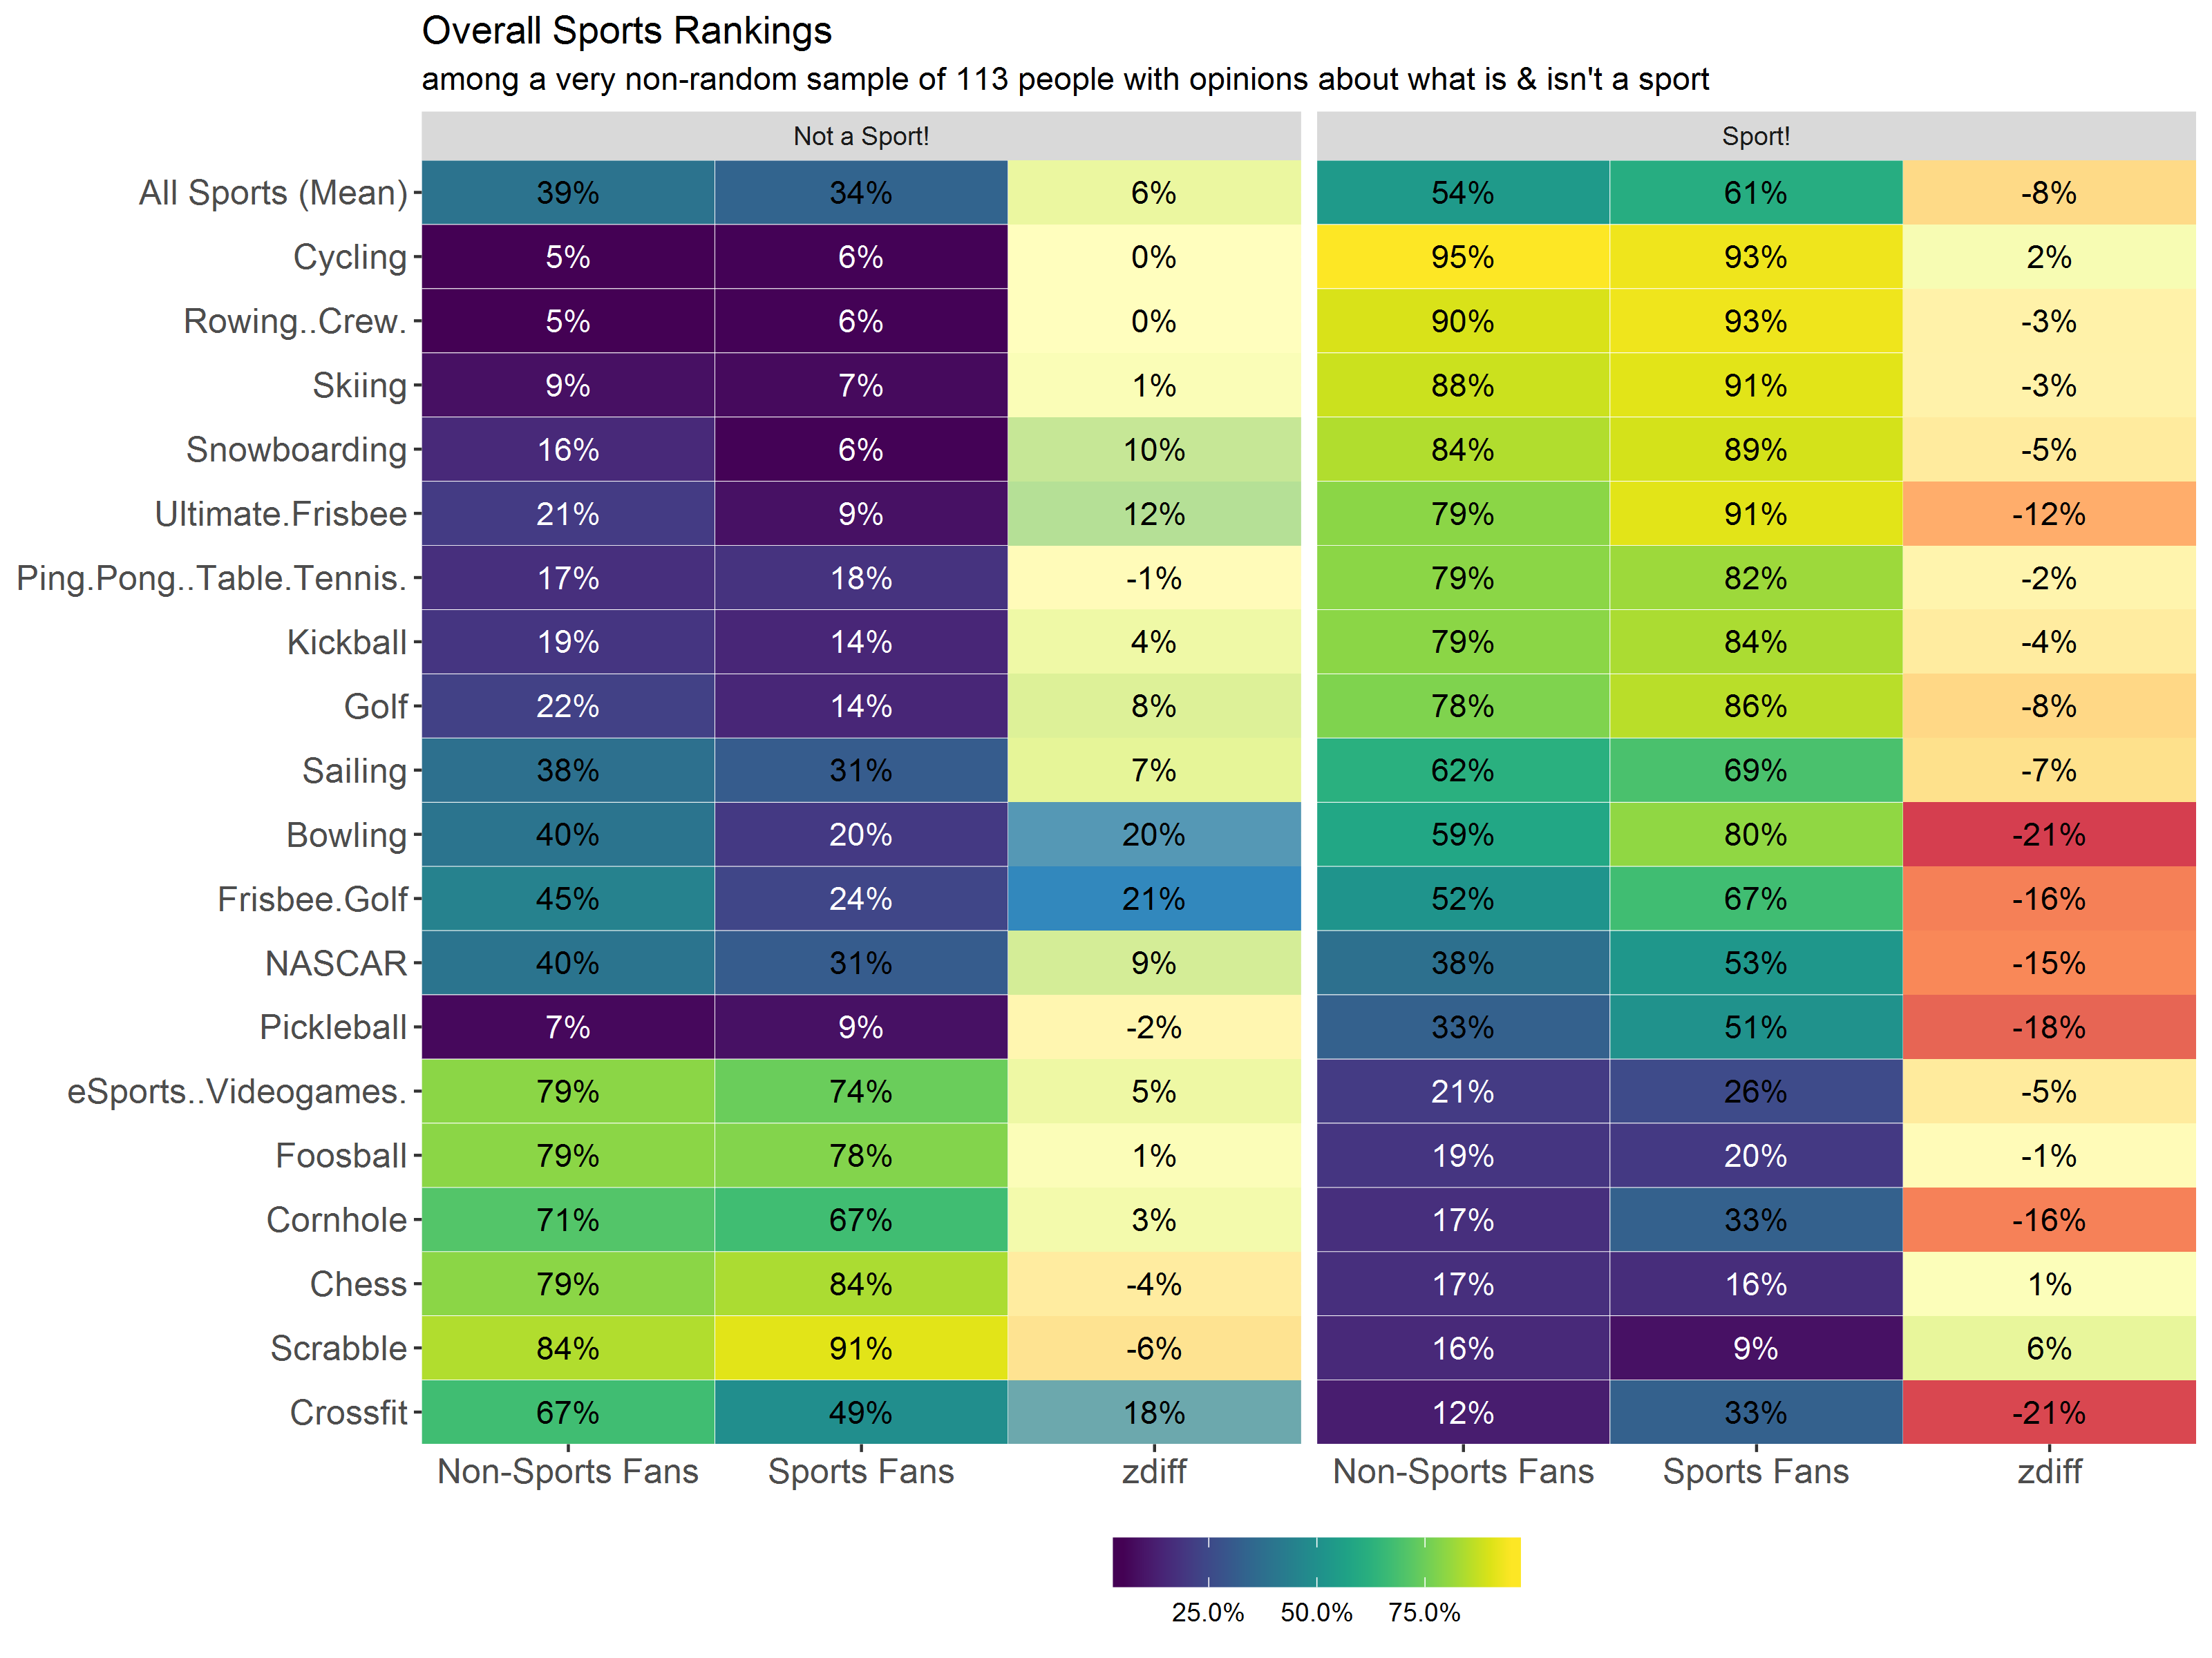 Overall Sports Rankings
among a very non-random sample of 113 people with opinions about what is & isn't a sport
Not a Sport! Sport!
All Sports (Mean) 39% 34% 6% 54% 61% -8%
Cycling 5% 6% 0% 95% 93% 2%
Rowing..Crew. 5% 6% 0% 90% 93% -3%
Skiing 9% 7% 1% 88% 91% -3%
Snowboarding 16% 6% 10% 84% 89% -5%
Ultimate.Frisbee 21% 9% 12% 79% 91% -12%
Ping.Pong..Table.Tennis. 17% 18% -1% 79% 82% -2%
Kickball 19% 14% 4% 79% 84% -4%
Golf 22% 14% 8% 78% 86% -8%
Sailing 38% 31% 7% 62% 69% -7%
Bowling 40% 20% 20% 59% 80% -21%
Frisbee.Golf 45% 24% 21% 52% 67% -16%
NASCAR 40% 31% 9% 38% 53% -15%
Pickleball 7% 9% -2% 33% 51% -18%
eSports..Videogames. 79% 74% 5% 21% 26% -5%
Foosball 79% 78% 1% 19% 20% -1%
Cornhole 71% 67% 3% 17% 33% -16%
Chess 79% 84% -4% 17% 16% 1%
Scrabble 84% 91% -6% 16% 9% 6%
Crossfit 67% 49% 18% 12% 33% -21%
Non-Sports Fans Sports Fans zdiff Non-Sports Fans Sports Fans zdiff
25.0% 50.0% 75.0%